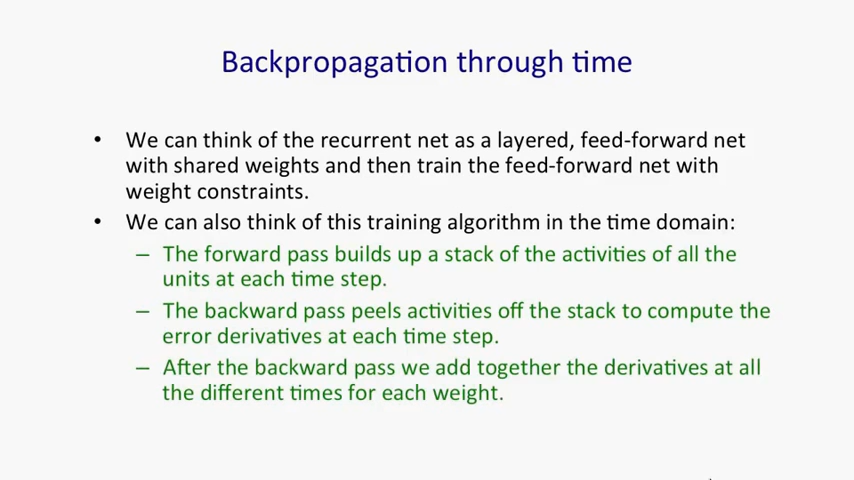 Backpropagation through time
• We can think of the recurrent net as a layered, feed-forward net
with shared weights and then train the feed-forward net with
weight constraints.
• We can also think of this training algorithm in the time domain:
– The forward pass builds up a stack of the activities of all the
units at each time step.
– The backward pass peels activities off the stack to compute the
error derivatives at each time step.
– After the backward pass we add together the derivatives at all
the different times for each weight.